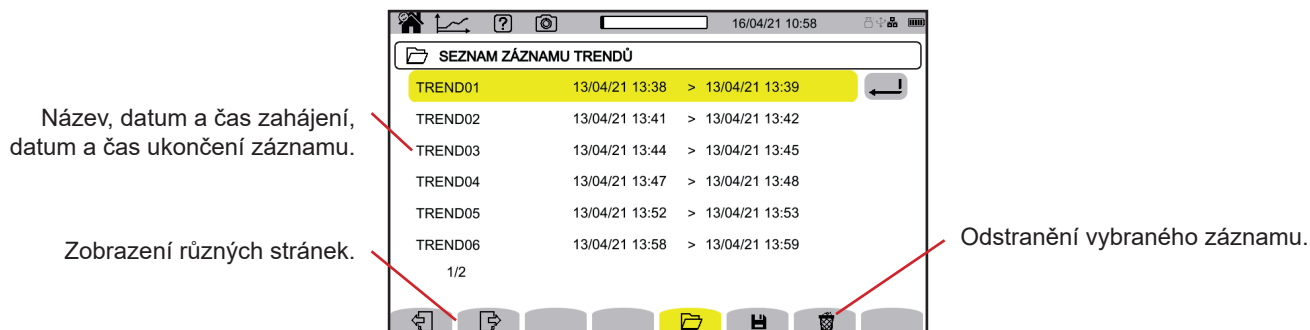 16/04/21 10:58
SEZNAM ZÁZNAMU TRENDŮ
TREND01 13/04/21 13:38 > 13/04/21 13:39
TREND02 13/04/21 13:41 > 13/04/21 13:42
TREND03 13/04/21 13:44 > 13/04/21 13:45
TREND04 13/04/21 13:47 > 13/04/21 13:48
TREND05 13/04/21 13:52 > 13/04/21 13:53
TREND06 13/04/21 13:58 > 13/04/21 13:59
1/2
Název, datum a čas zahájení,
datum a čas ukončení záznamu.
Zobrazení různých stránek.
Odstranění vybraného záznamu.